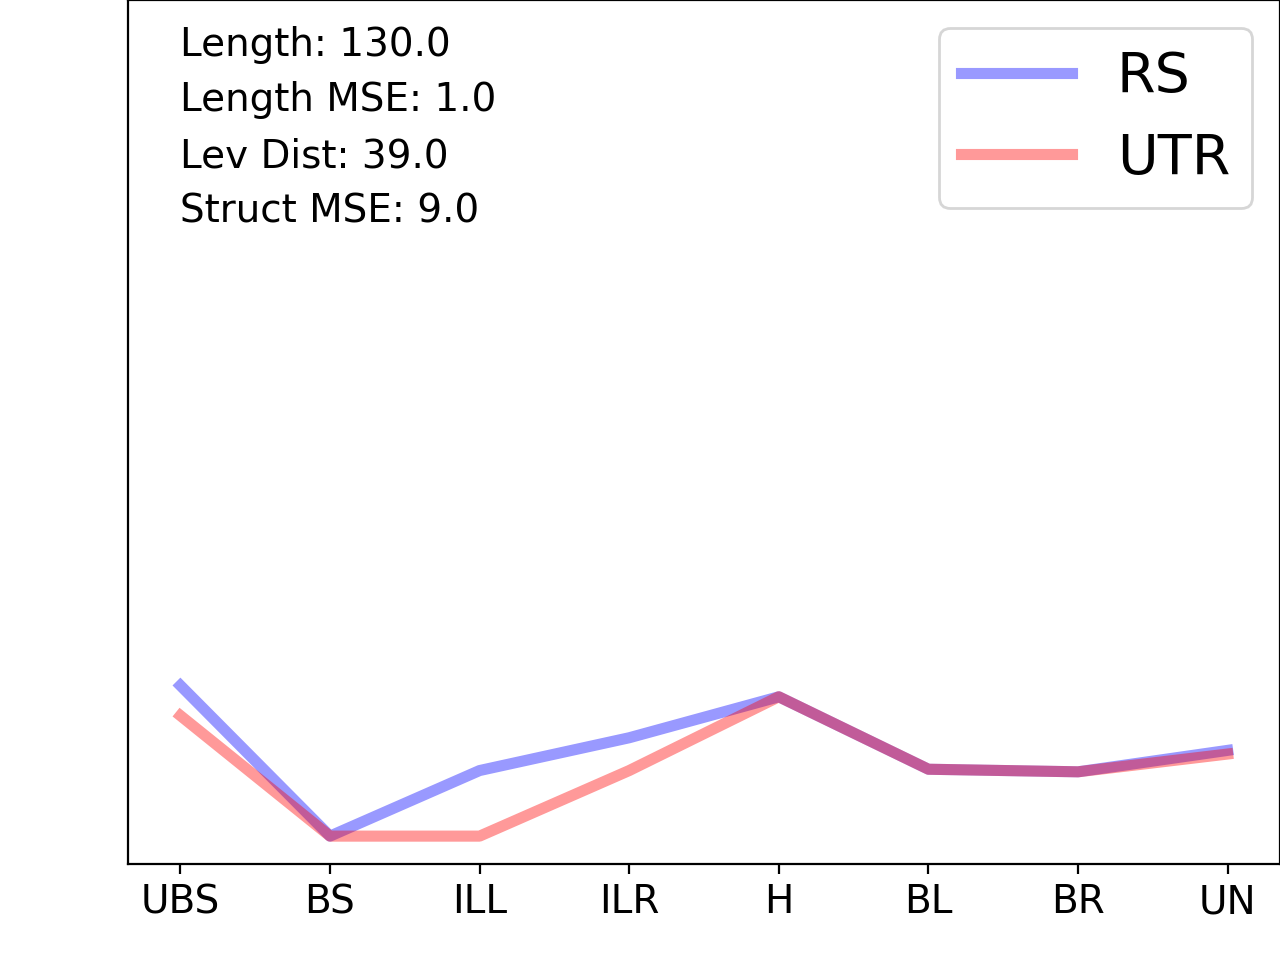 Length: 130.0
Length MSE: 1.0
Lev Dist: 39.0
Struct MSE: 9.0
RS
UTR
UBS BS ILL ILR H BL BR UN